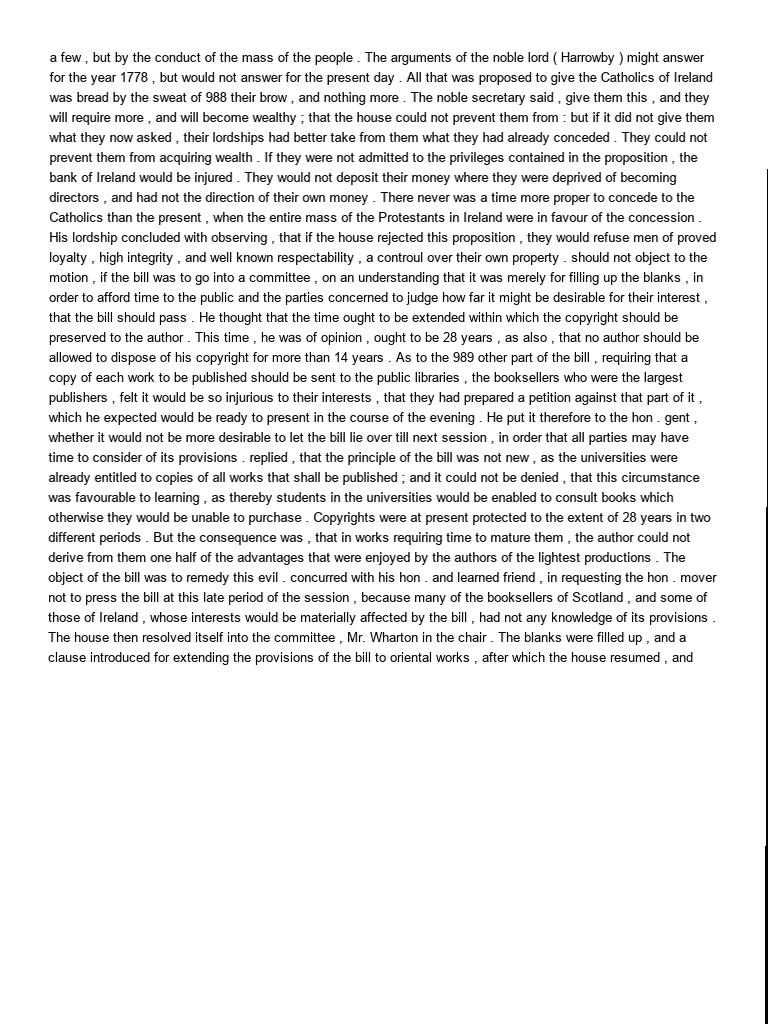 a few , but by the conduct of the mass of the people . The arguments of the noble lord ( Harrowby ) might answer
for the year 1778 , but would not answer for the present day . All that was proposed to give the Catholics of Ireland
was bread by the sweat of 988 their brow , and nothing more . The noble secretary said , give them this , and they
will require more , and will become wealthy ; that the house could not prevent them from : but if it did not give them
what they now asked , their lordships had better take from them what they had already conceded . They could not
prevent them from acquiring wealth . If they were not admitted to the privileges contained in the proposition , the
bank of Ireland would be injured . They would not deposit their money where they were deprived of becoming
directors , and had not the direction of their own money . There never was a time more proper to concede to the
Catholics than the present , when the entire mass of the Protestants in Ireland were in favour of the concession .
His lordship concluded with observing , that if the house rejected this proposition , they would refuse men of proved
loyalty , high integrity , and well known respectability , a controul over their own property . should not object to the
motion , if the bill was to go into a committee , on an understanding that it was merely for filling up the blanks , in
order to afford time to the public and the parties concerned to judge how far it might be desirable for their interest ,
that the bill should pass . He thought that the time ought to be extended within which the copyright should be
preserved to the author . This time , he was of opinion , ought to be 28 years , as also , that no author should be
allowed to dispose of his copyright for more than 14 years . As to the 989 other part of the bill , requiring that a
copy of each work to be published should be sent to the public libraries , the booksellers who were the largest
publishers , felt it would be so injurious to their interests , that they had prepared a petition against that part of it ,
which he expected would be ready to present in the course of the evening . He put it therefore to the hon . gent ,
whether it would not be more desirable to let the bill lie over till next session , in order that all parties may have
time to consider of its provisions . replied , that the principle of the bill was not new , as the universities were
already entitled to copies of all works that shall be published ; and it could not be denied , that this circumstance
was favourable to learning , as thereby students in the universities would be enabled to consult books which
otherwise they would be unable to purchase . Copyrights were at present protected to the extent of 28 years in two
different periods . But the consequence was , that in works requiring time to mature them , the author could not
derive from them one half of the advantages that were enjoyed by the authors of the lightest productions . The
object of the bill was to remedy this evil . concurred with his hon . and learned friend , in requesting the hon . mover
not to press the bill at this late period of the session , because many of the booksellers of Scotland , and some of
those of Ireland , whose interests would be materially affected by the bill , had not any knowledge of its provisions .
The house then resolved itself into the committee , Mr. Wharton in the chair . The blanks were filled up , and a
clause introduced for extending the provisions of the bill to oriental works , after which the house resumed , and